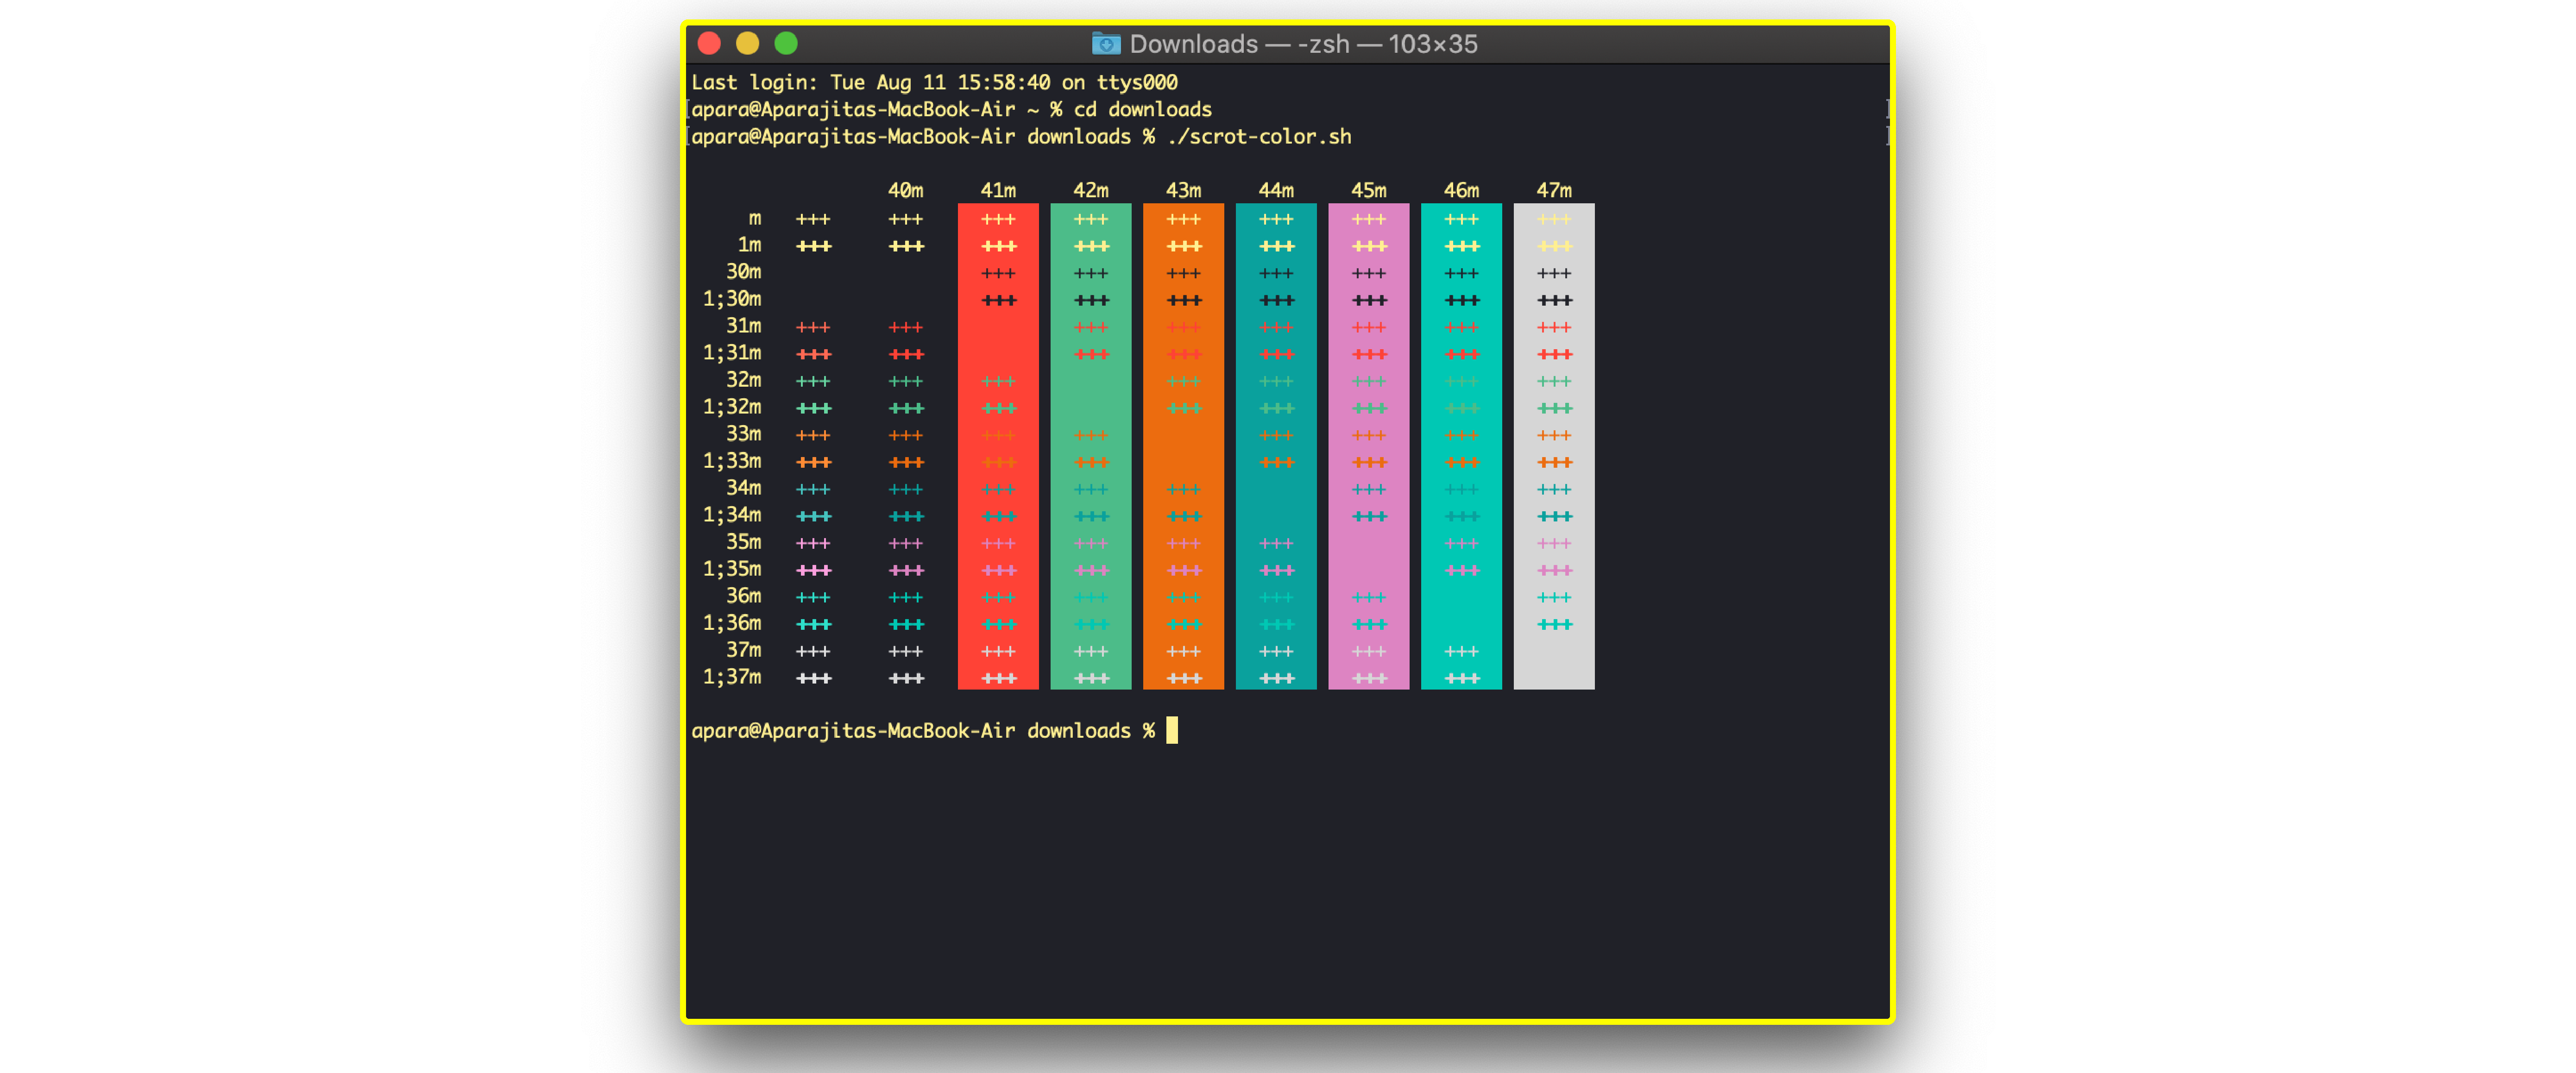 Downloads — -zsh — 103×35
Last login: Tue Aug 11 15:58:40 on ttys000
[apara@Aparajitas-MacBook-Air ~ % cd downloads ]
[apara@Aparajitas-MacBook-Air downloads % ./scrot-color.sh ]
40m 41m 42m 43m 44m 45m 46m 47m
m +++ +++ +++ +++ +++ +++ +++ +++ +++
1m +++ +++ +++ +++ +++ +++ +++ +++ +++
30m +++ +++ +++ +++ +++ +++ +++
1;30m +++ +++ +++ +++ +++ +++ +++
31m +++ +++ +++ +++ +++ +++ +++ +++
1;31m +++ +++ +++ +++ +++ +++ +++ +++
32m +++ +++ +++ +++ +++ +++ +++ +++
1;32m +++ +++ +++ +++ +++ +++ +++ +++
33m +++ +++ +++ +++ +++ +++ +++ +++
1;33m +++ +++ +++ +++ +++ +++ +++ +++
34m +++ +++ +++ +++ +++ +++ +++ +++
1;34m +++ +++ +++ +++ +++ +++ +++ +++
35m +++ +++ +++ +++ +++ +++ +++ +++
1;35m +++ +++ +++ +++ +++ +++ +++ +++
36m +++ +++ +++ +++ +++ +++ +++ +++
1;36m +++ +++ +++ +++ +++ +++ +++ +++
37m +++ +++ +++ +++ +++ +++ +++ +++
1;37m +++ +++ +++ +++ +++ +++ +++ +++
apara@Aparajitas-MacBook-Air downloads %